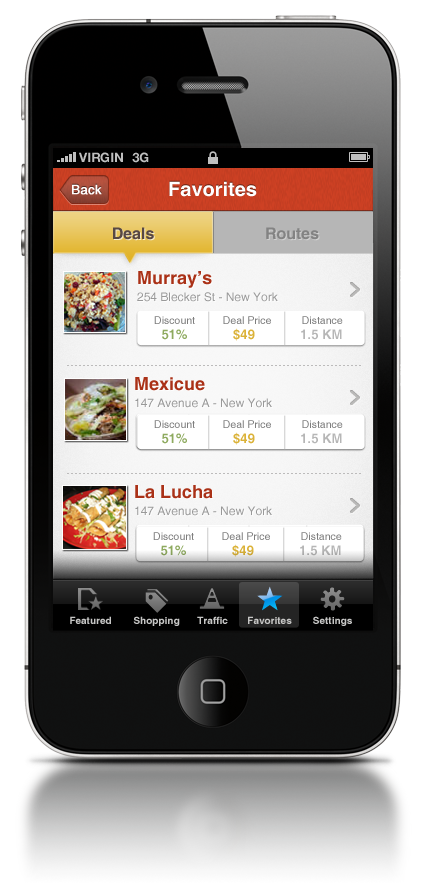 VIRGIN 3G
Back
Favorites
Deals
Routes
Murray's
254 Blecker St - New York
Discount Deal Price Distance
51% $49 1.5 KM
Mexicue
147 Avenue A - New York
Discount Deal Price Distance
51% $49 1.5 KM
La Lucha
147 Avenue A - New York
Discount Deal Price Distance
51% $49 1.5 KM
Featured Shopping Traffic Favorites Settings